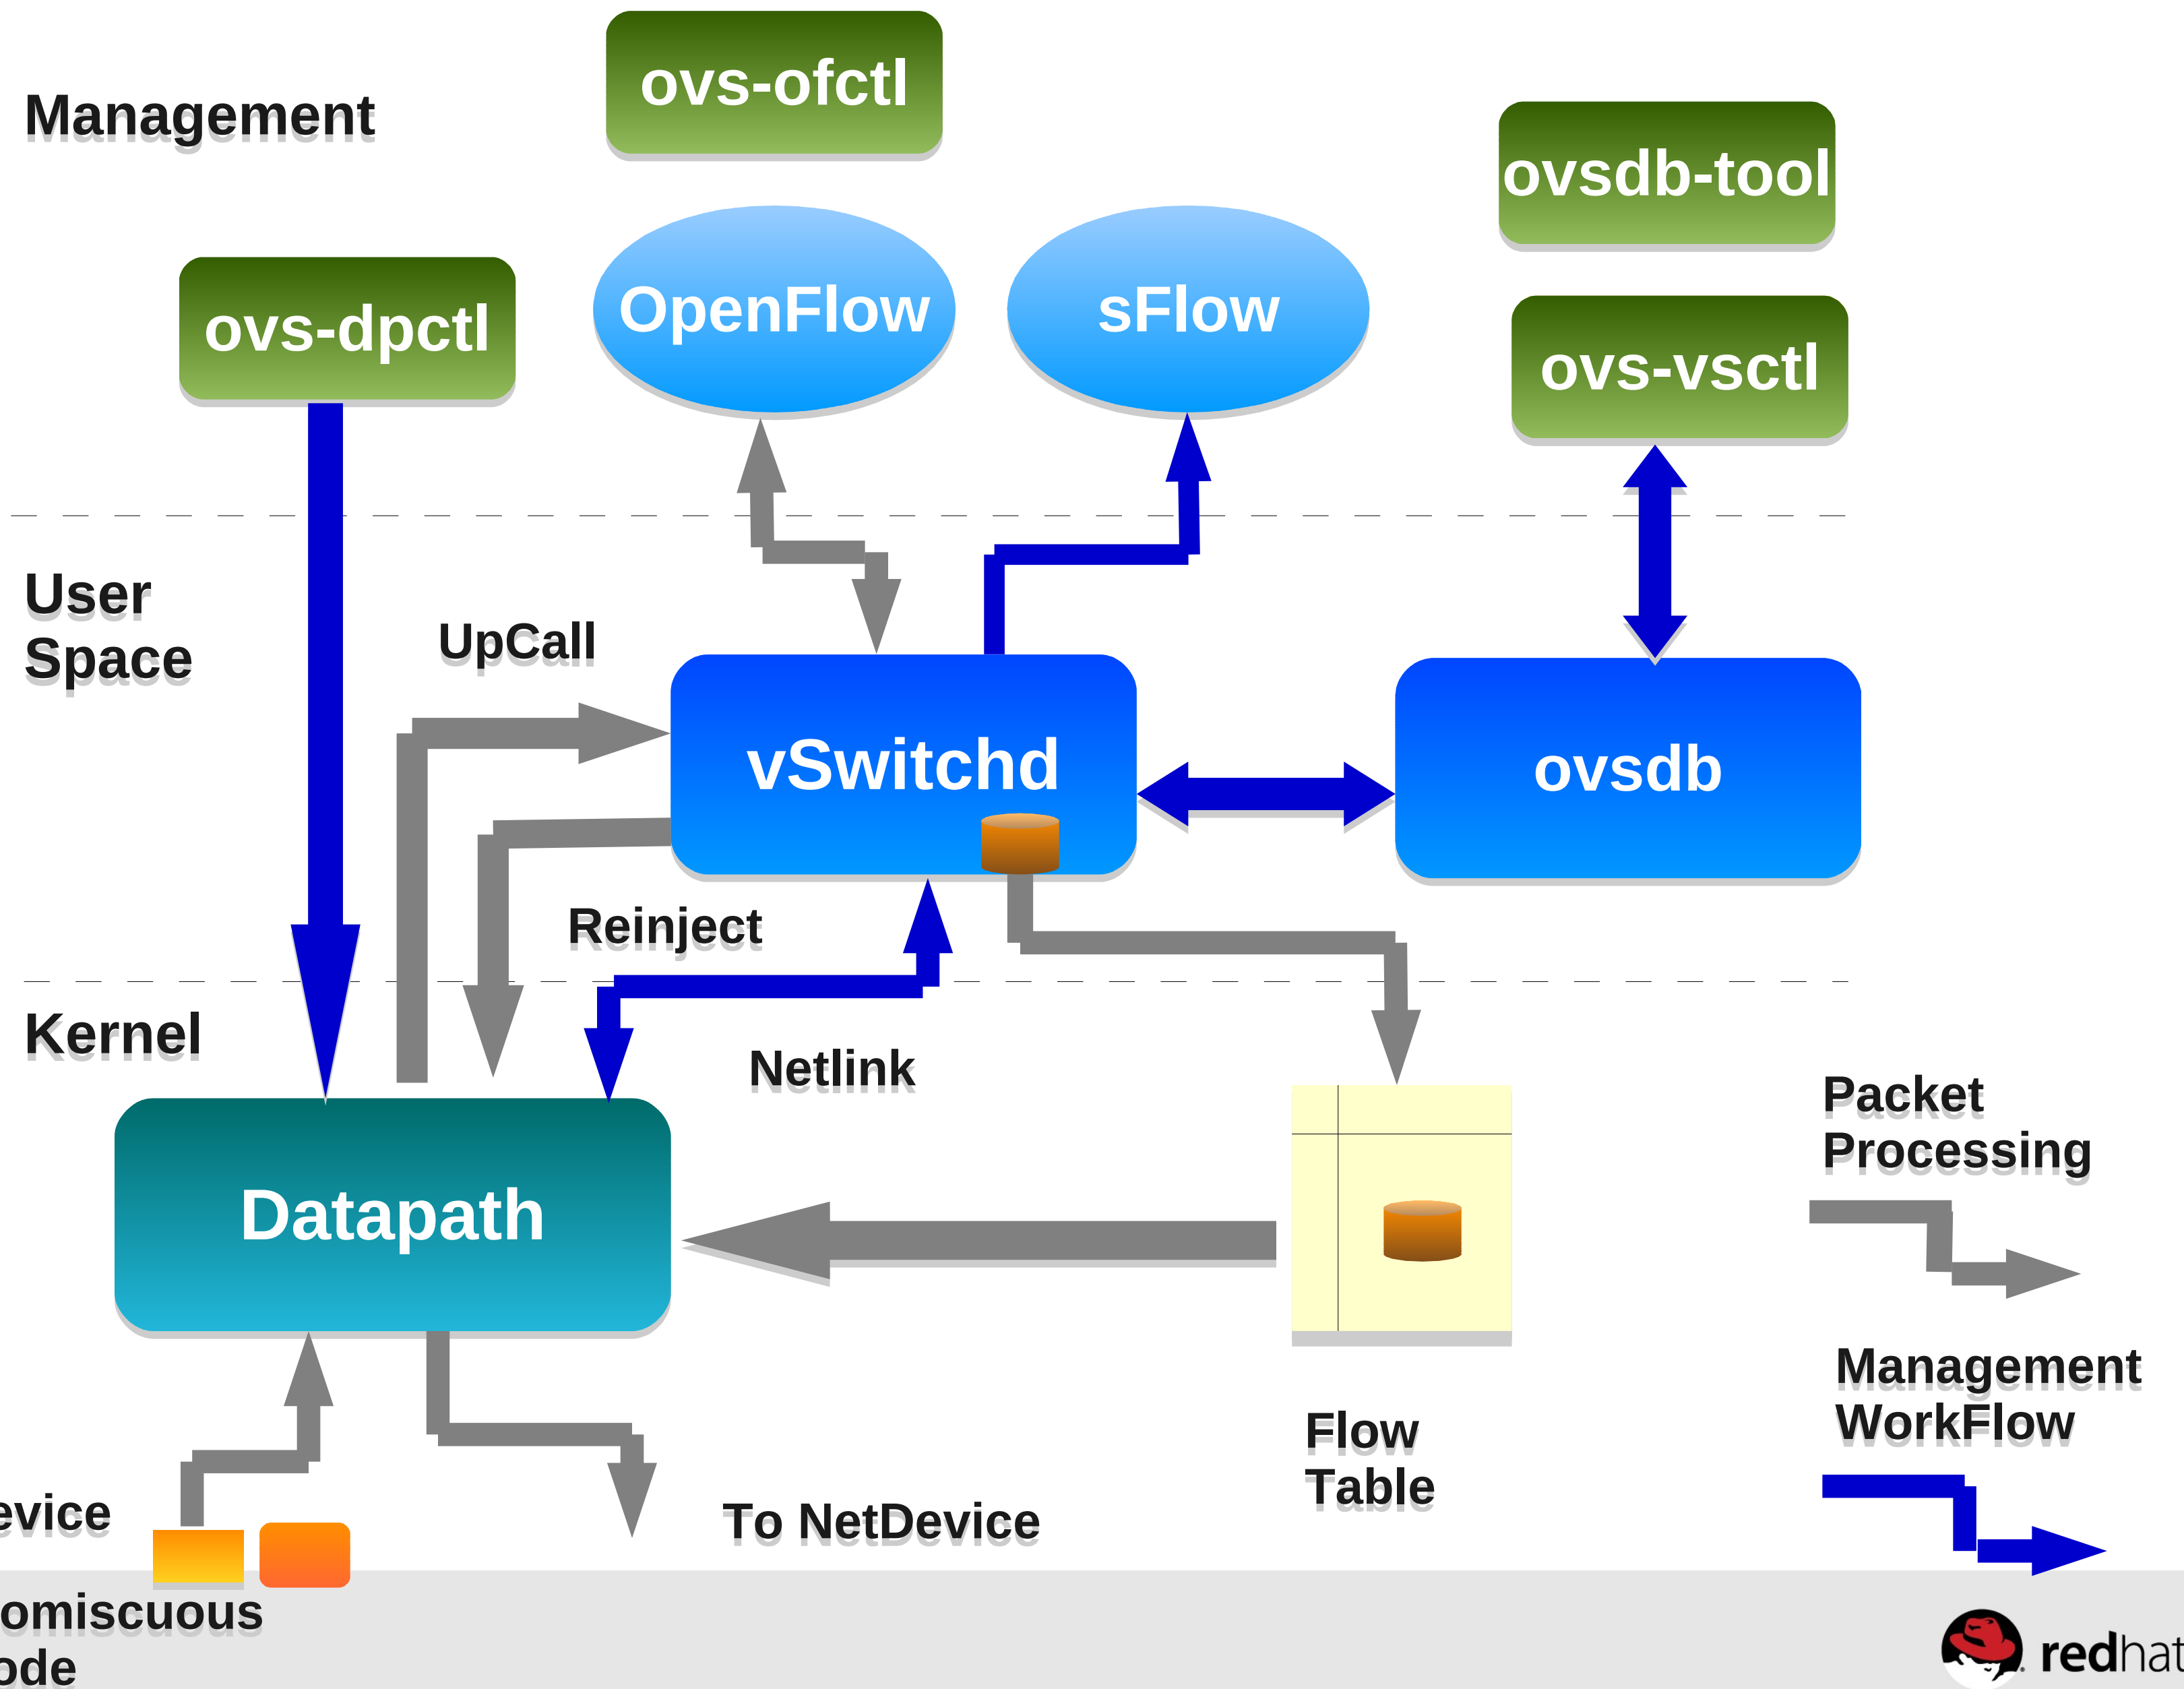 ovs-ofctl
Management
ovsdb-tool
ovs-dpctl
OpenFlow
sFlow
ovs-vsctl
User
Space
UpCall
vSwitchd
ovsdb
Reinject
Kernel
Netlink
Packet
Processing
Datapath
Management
WorkFlow
Flow
Table
evice
To NetDevice
omiscuous
ode
redhat